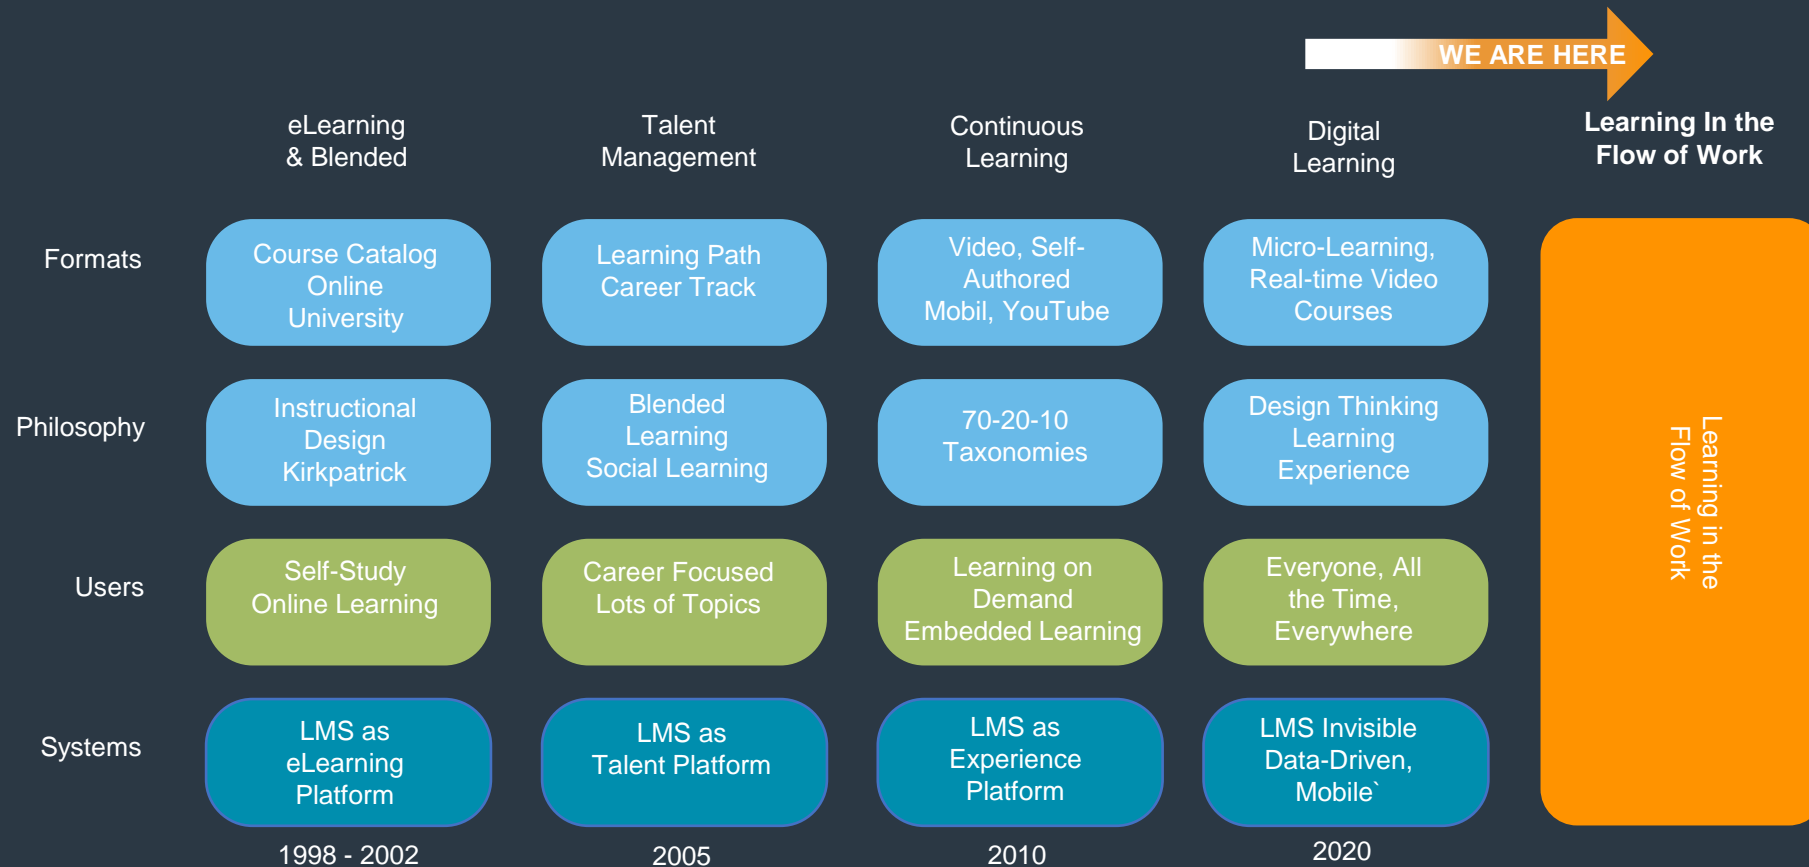 WE ARE HERE
eLearning
& Blended
Talent
Management
Continuous
Learning
Digital
Learning
Learning In the
Flow of Work
Formats
Course Catalog
Online
University
Learning Path
Career Track
Video, Self-
Authored
Mobil, YouTube
Micro-Learning,
Real-time Video
Courses
Philosophy
Instructional
Design
Kirkpatrick
Blended
Learning
Social Learning
70-20-10
Taxonomies
Design Thinking
Learning
Experience
Learning in the
Flow of Work
Users
Self-Study
Online Learning
Career Focused
Lots of Topics
Learning on
Demand
Embedded Learning
Everyone, All
the Time,
Everywhere
Systems
LMS as
eLearning
Platform
LMS as
Talent Platform
LMS as
Experience
Platform
LMS Invisible
Data-Driven,
Mobile`
1998 - 2002
2005
2010
2020